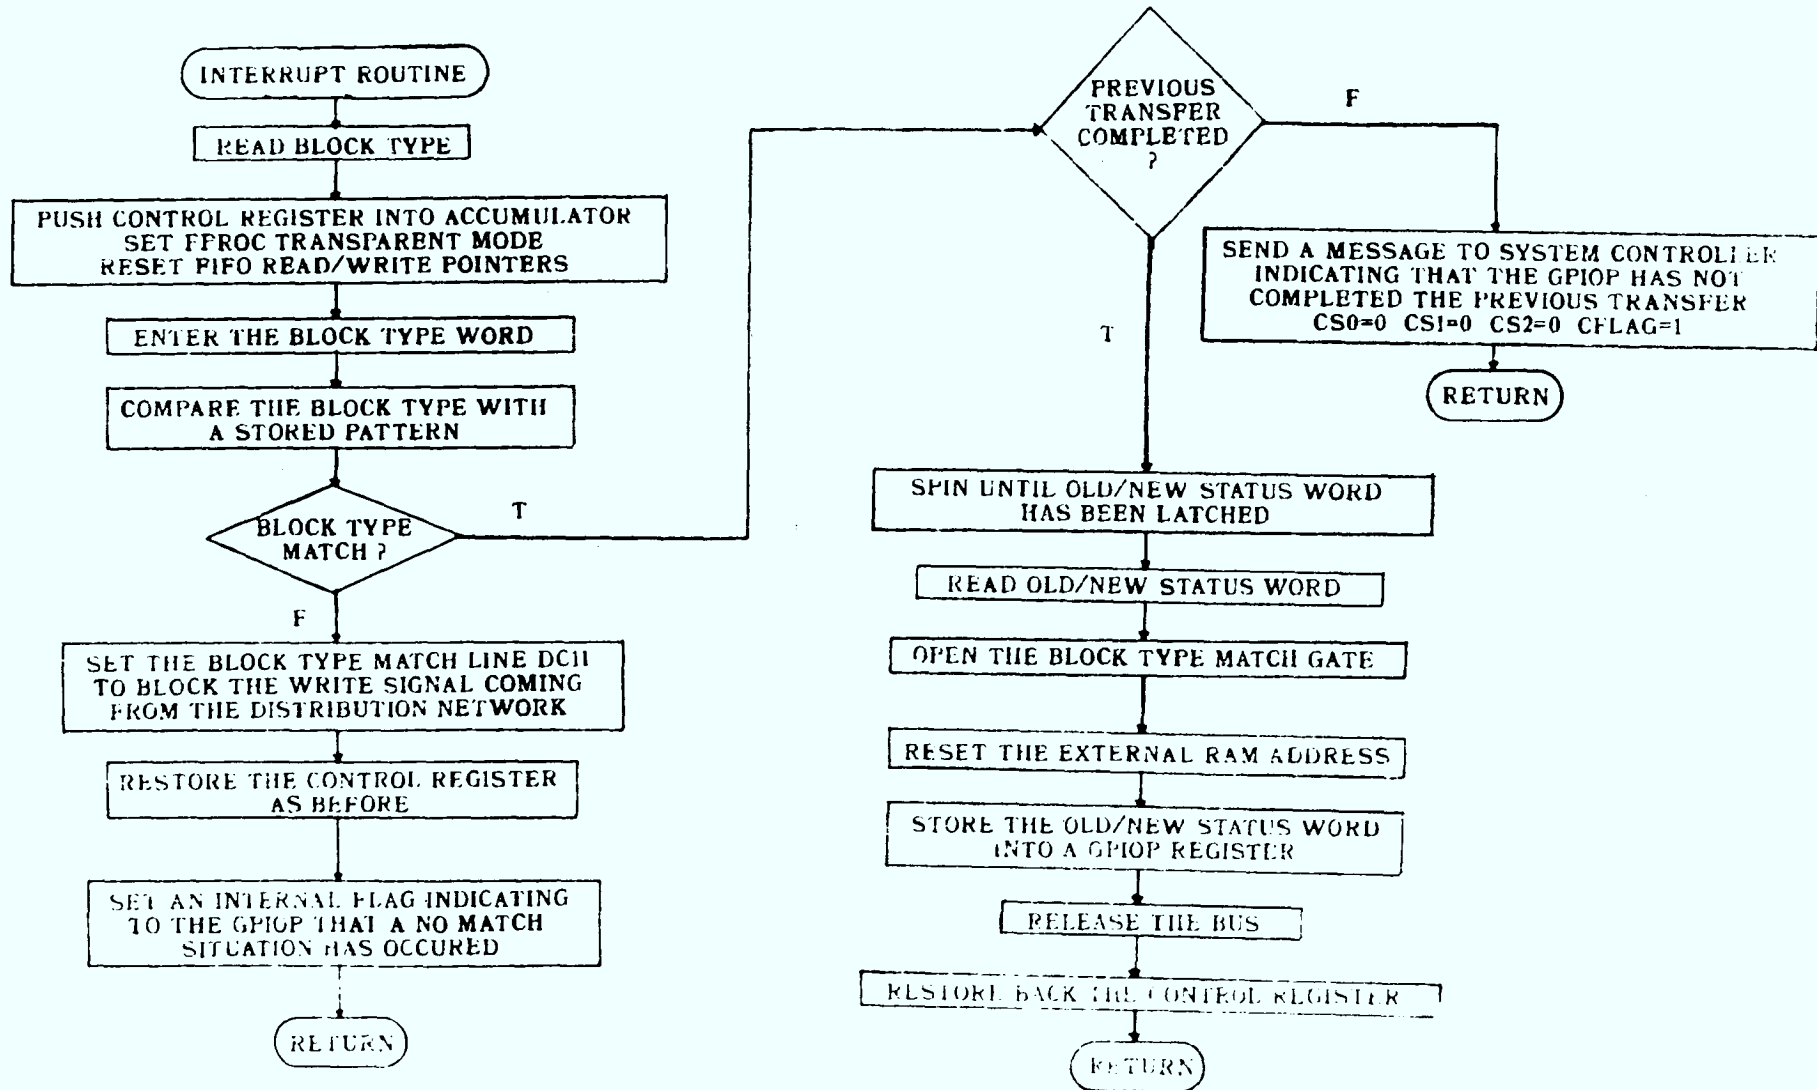 INTERRUPT ROUTINE
READ BLOCK TYPE
PUSH CONTROL REGISTER INTO ACCUMULATOR
SET FPROC TRANSPARENT MODE
RESET FIFO READ/WRITE POINTERS
ENTER THE BLOCK TYPE WORD
COMPARE THE BLOCK TYPE WITH
A STORED PATTERN
BLOCK TYPE
MATCH ?
T
F
SET THE BLOCK TYPE MATCH LINE DCH
TO BLOCK THE WRITE SIGNAL COMING
FROM THE DISTRIBUTION NETWORK
RESTORE THE CONTROL REGISTER
AS BEFORE
SET AN INTERNAL FLAG INDICATING
TO THE GPIOP THAT A NO MATCH
SITUATION HAS OCCURED
RETURN
PREVIOUS
TRANSFER
COMPLETED
?
F
SEND A MESSAGE TO SYSTEM CONTROLLER
INDICATING THAT THE GPIOP HAS NOT
COMPLETED THE PREVIOUS TRANSFER
CS0=0 CS1=0 CS2=0 CFLAG=1
RETURN
T
SPIN UNTIL OLD/NEW STATUS WORD
HAS BEEN LATCHED
READ OLD/NEW STATUS WORD
OPEN THE BLOCK TYPE MATCH GATE
RESET THE EXTERNAL RAM ADDRESS
STORE THE OLD/NEW STATUS WORD
INTO A GPIOP REGISTER
RELEASE THE BUS
RESTORE BACK THE CONTROL REGISTER
RETURN